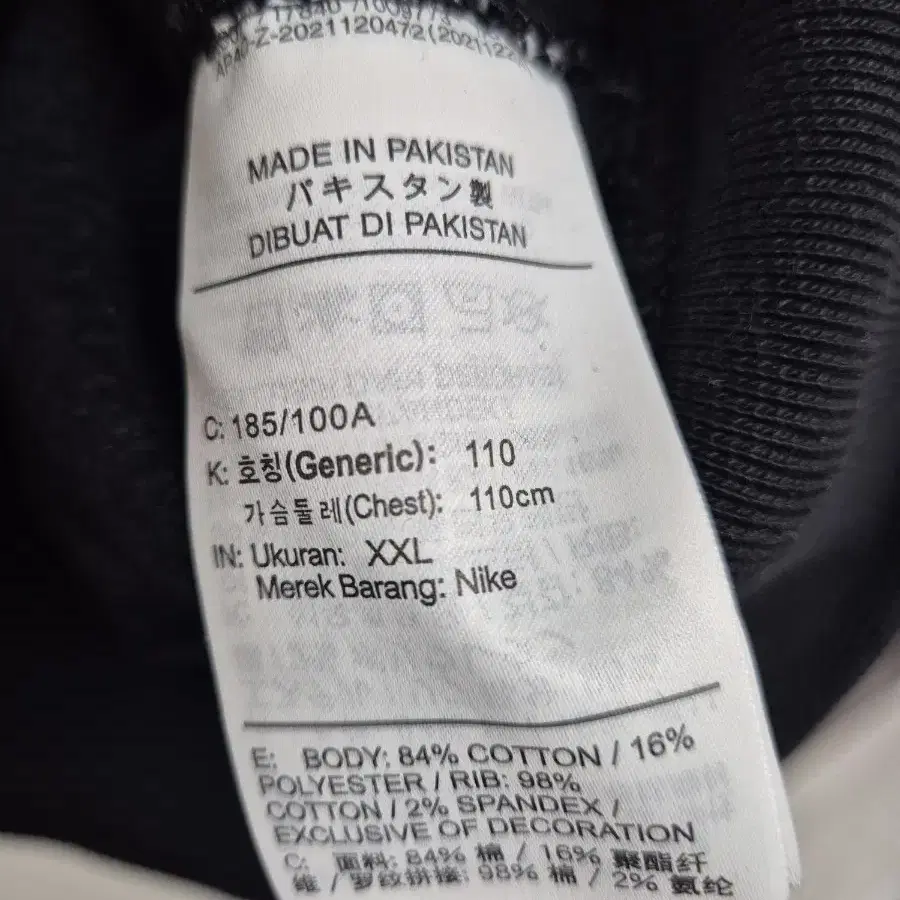 AP40-Z-2021120472(2021122
MADE IN PAKISTAN
パキスタン製
DIBUAT DI PAKISTAN
C: 185/100A
K: 호칭(Generic): 110
가슴둘레(Chest): 110cm
IN: Ukuran: XXL
Merek Barang: Nike
E: BODY: 84% COTTON / 16%
POLYESTER / RIB: 98%
COTTON / 2% SPANDEX /
EXCLUSIVE OF DECORATION
C: 面料: 84% 棉 / 16% 聚酯纤
维 / 罗纹拼接: 98% 棉 / 2% 氨纶